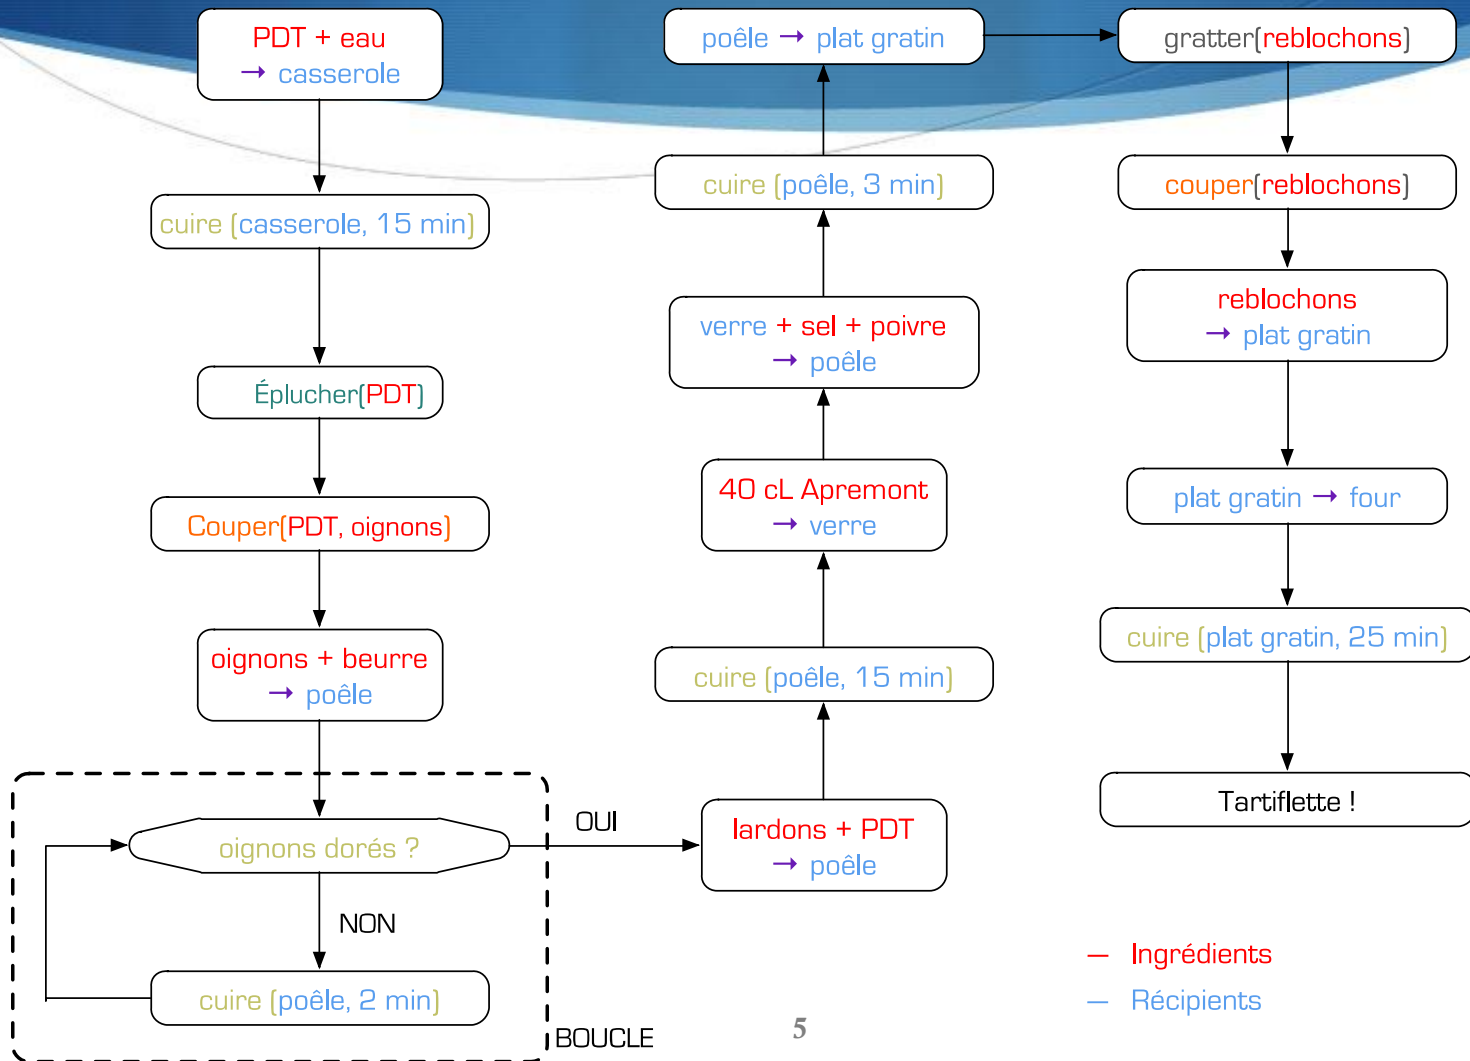 PDT + eau
→ casserole
cuire (casserole, 15 min)
Éplucher(PDT)
Couper(PDT, oignons)
oignons + beurre
→ poêle
oignons dorés ?
NON
cuire (poêle, 2 min)
BOUCLE
OUI
lardons + PDT
→ poêle
cuire (poêle, 15 min)
40 cL Apremont
→ verre
verre + sel + poivre
→ poêle
cuire (poêle, 3 min)
poêle → plat gratin
gratter(reblochons)
couper(reblochons)
reblochons
→ plat gratin
plat gratin → four
cuire (plat gratin, 25 min)
Tartiflette !
— Ingrédients
— Récipients
5